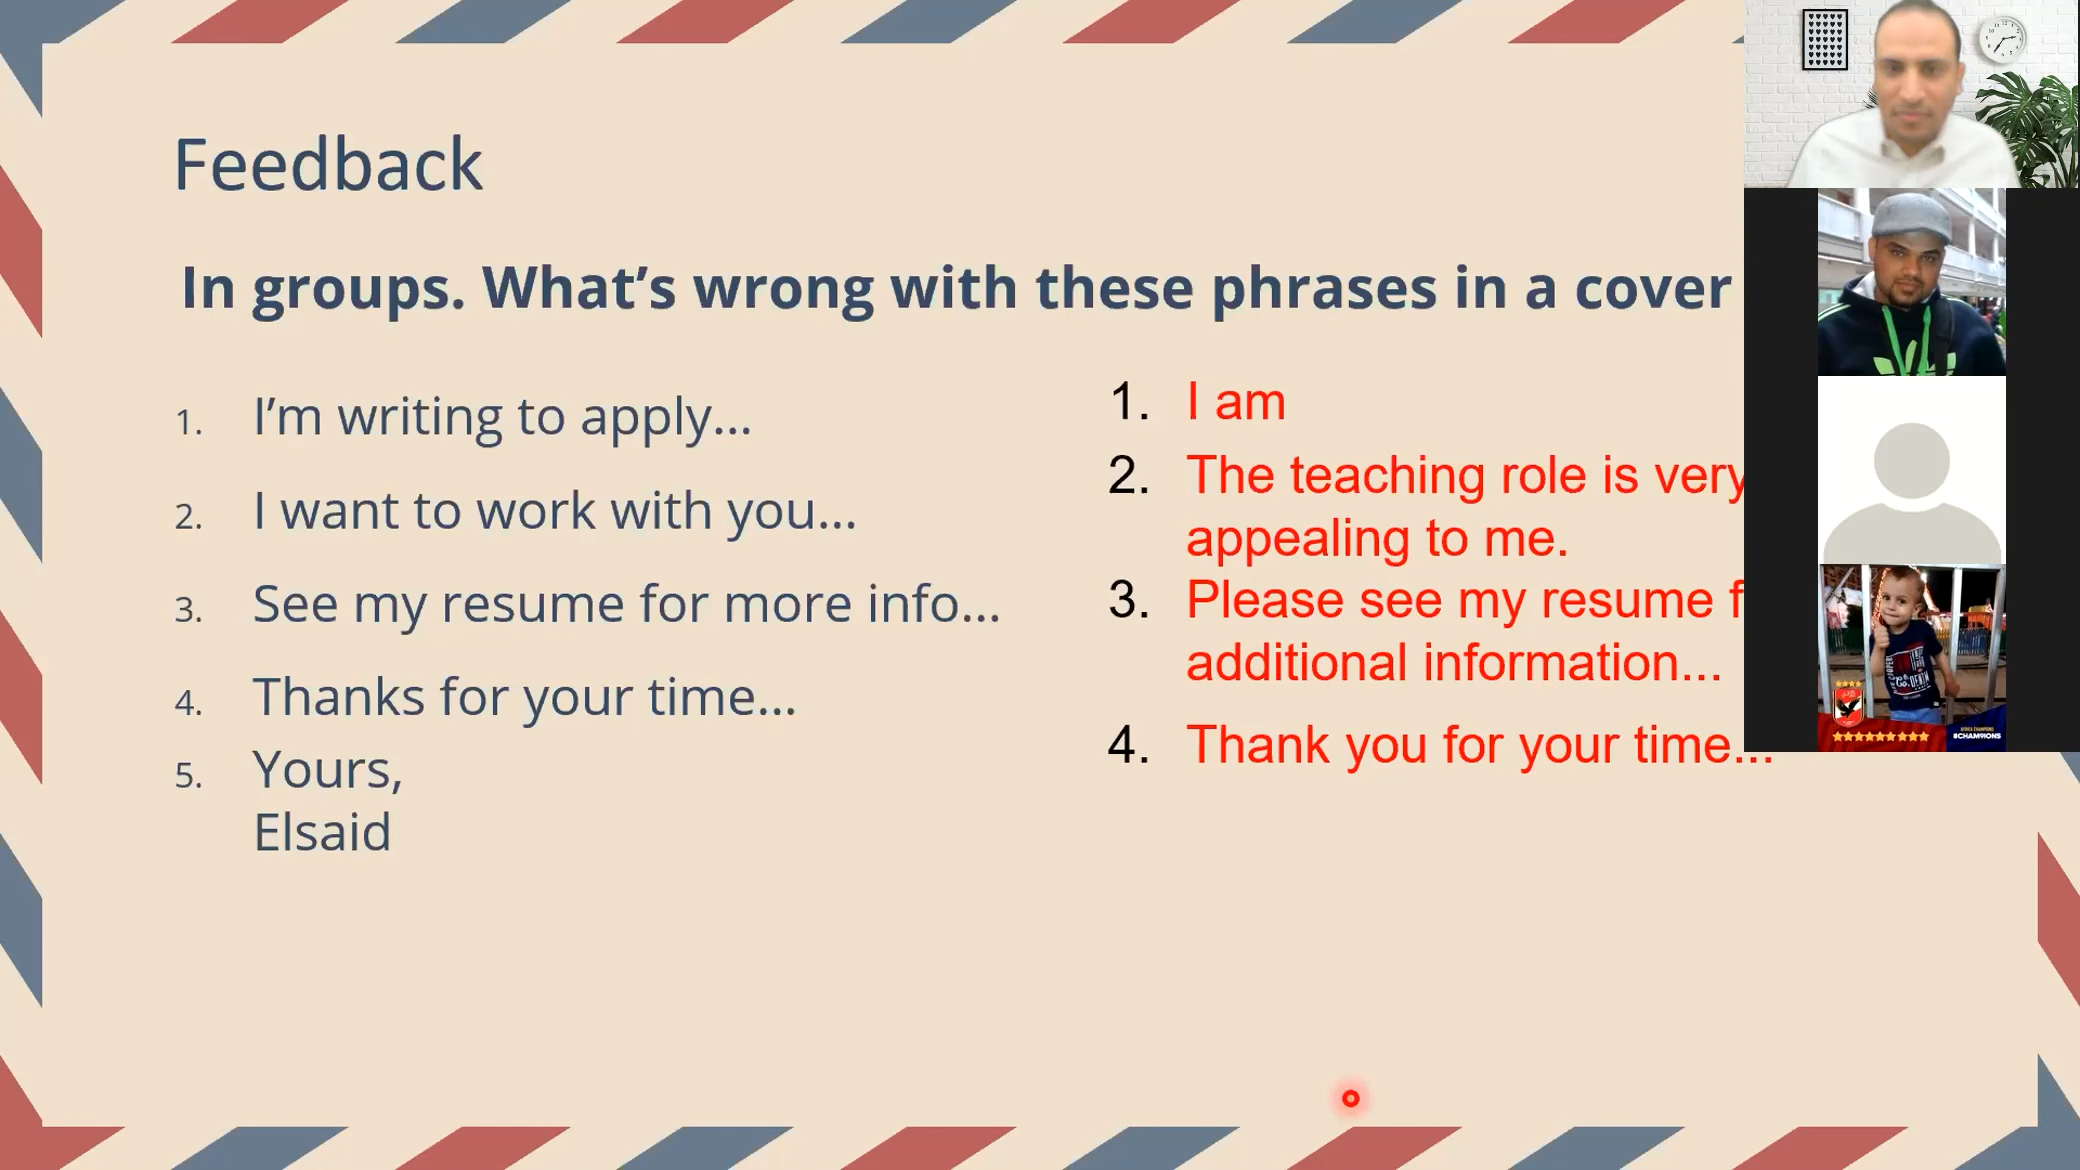 Feedback
In groups. What’s wrong with these phrases in a cover
1. I’m writing to apply…
2. I want to work with you…
3. See my resume for more info…
4. Thanks for your time…
5. Yours,
Elsaid
1. I am
2. The teaching role is very
appealing to me.
3. Please see my resume f
additional information...
4. Thank you for your time...
AFRICA CHAMPIONS
#CHAM9IONS